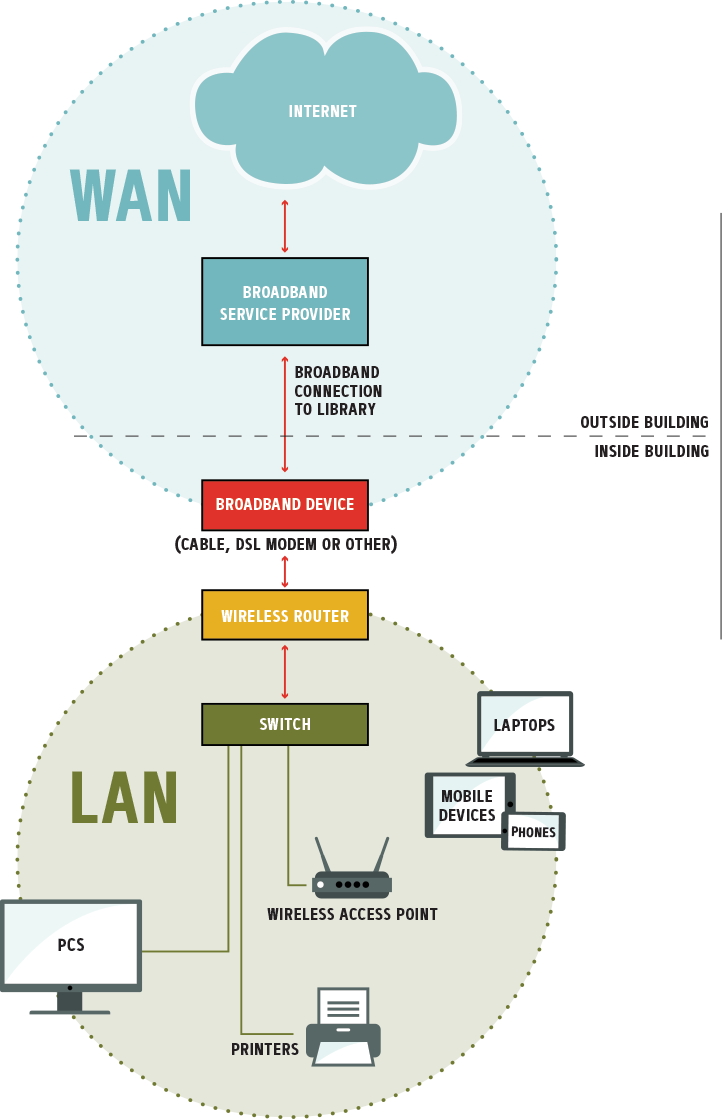 INTERNET
WAN
BROADBAND
SERVICE PROVIDER
BROADBAND
CONNECTION
TO LIBRARY
OUTSIDE BUILDING
INSIDE BUILDING
BROADBAND DEVICE
(CABLE, DSL MODEM OR OTHER)
WIRELESS ROUTER
SWITCH
LAPTOPS
LAN
MOBILE
DEVICES
PHONES
WIRELESS ACCESS POINT
PCS
PRINTERS